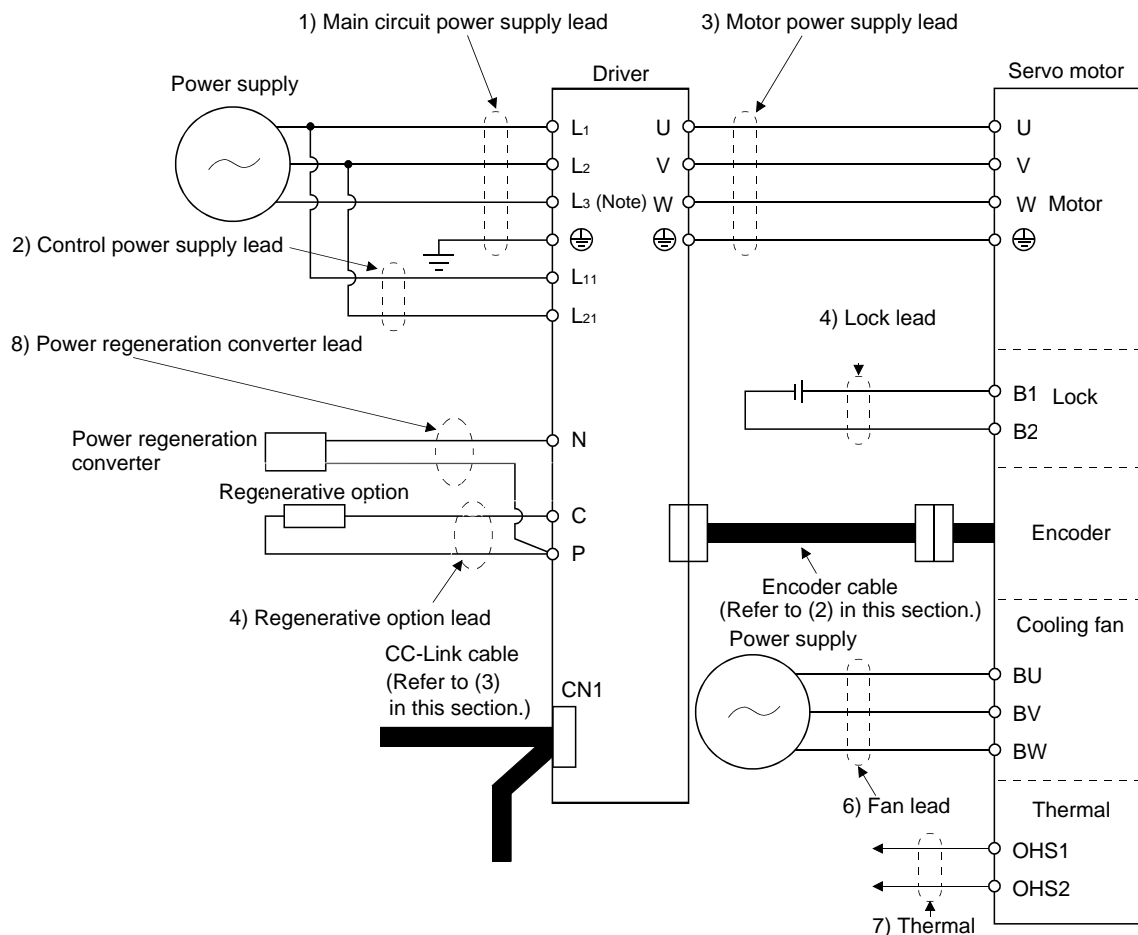 1) Main circuit power supply lead
3) Motor power supply lead
Driver
Servo motor
Power supply
L1
U
U
L2
V
V
L3 (Note)
W
W
Motor
2) Control power supply lead
L11
L21
4) Lock lead
8) Power regeneration converter lead
B1
Lock
B2
Power regeneration
converter
N
Regenerative option
C
P
Encoder
Encoder cable
(Refer to (2) in this section.)
4) Regenerative option lead
CC-Link cable
(Refer to (3)
in this section.)
CN1
Power supply
Cooling fan
BU
BV
BW
6) Fan lead
Thermal
OHS1
OHS2
7) Thermal